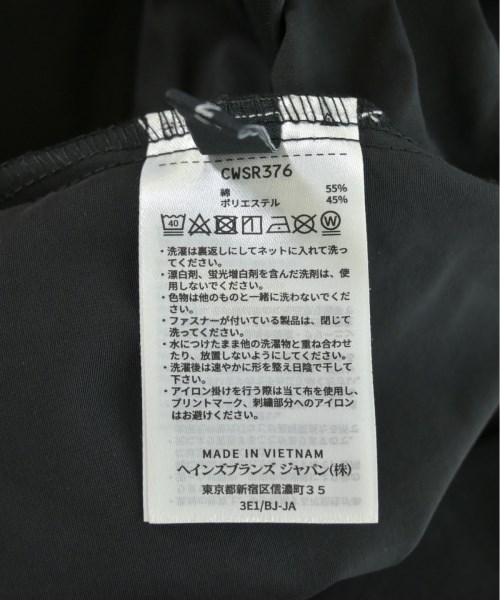 CWSR376
綿 55%
ポリエステル 45%
40
W
・洗濯は裏返しにしてネットに入れて洗っ
てください。
・漂白剤、蛍光増白剤を含んだ洗剤は、使
用しないでください。
・色物は他のものと一緒に洗わないでくだ
さい。
・ファスナーが付いている製品は、閉じて
洗ってください。
・水につけたまま他の洗濯物と重ね合わせ
たり、放置しないようにしてください。
・洗濯後は速やかに形を整え日陰で干して
下さい。
・アイロン掛けを行う際は当て布を使用し、
プリントマーク、刺繍部分へのアイロン
はお避けください。
MADE IN VIETNAM
ヘインズブランズ ジャパン(株)
東京都新宿区信濃町35
3E1/BJ-JA